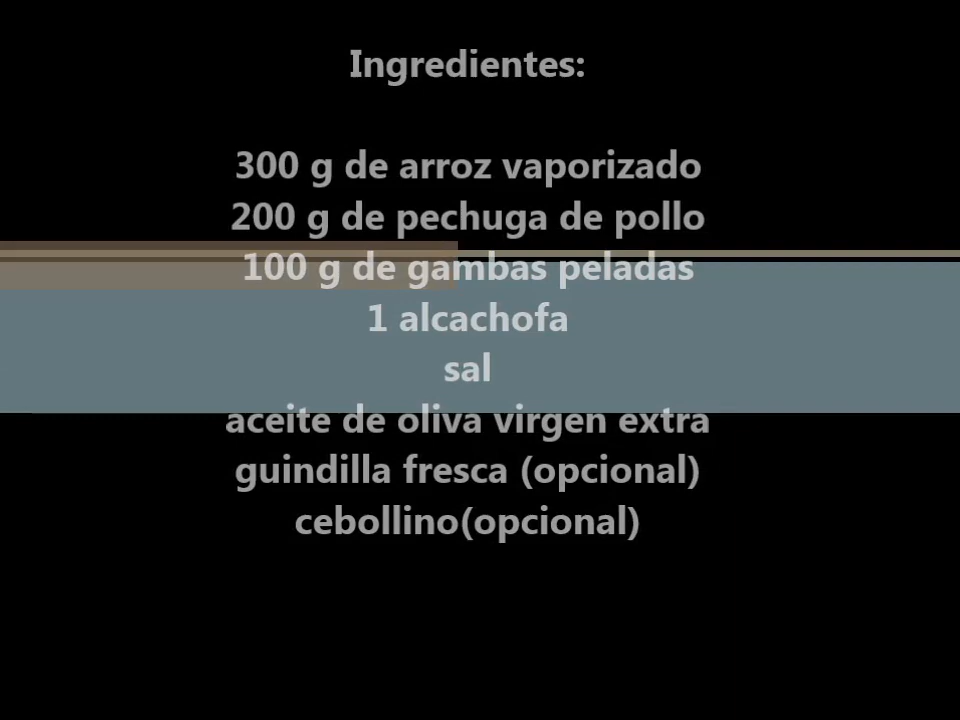 Ingredientes:
300 g de arroz vaporizado
200 g de pechuga de pollo
100 g de gambas peladas
1 alcachofa
sal
aceite de oliva virgen extra
guindilla fresca (opcional)
cebollino(opcional)